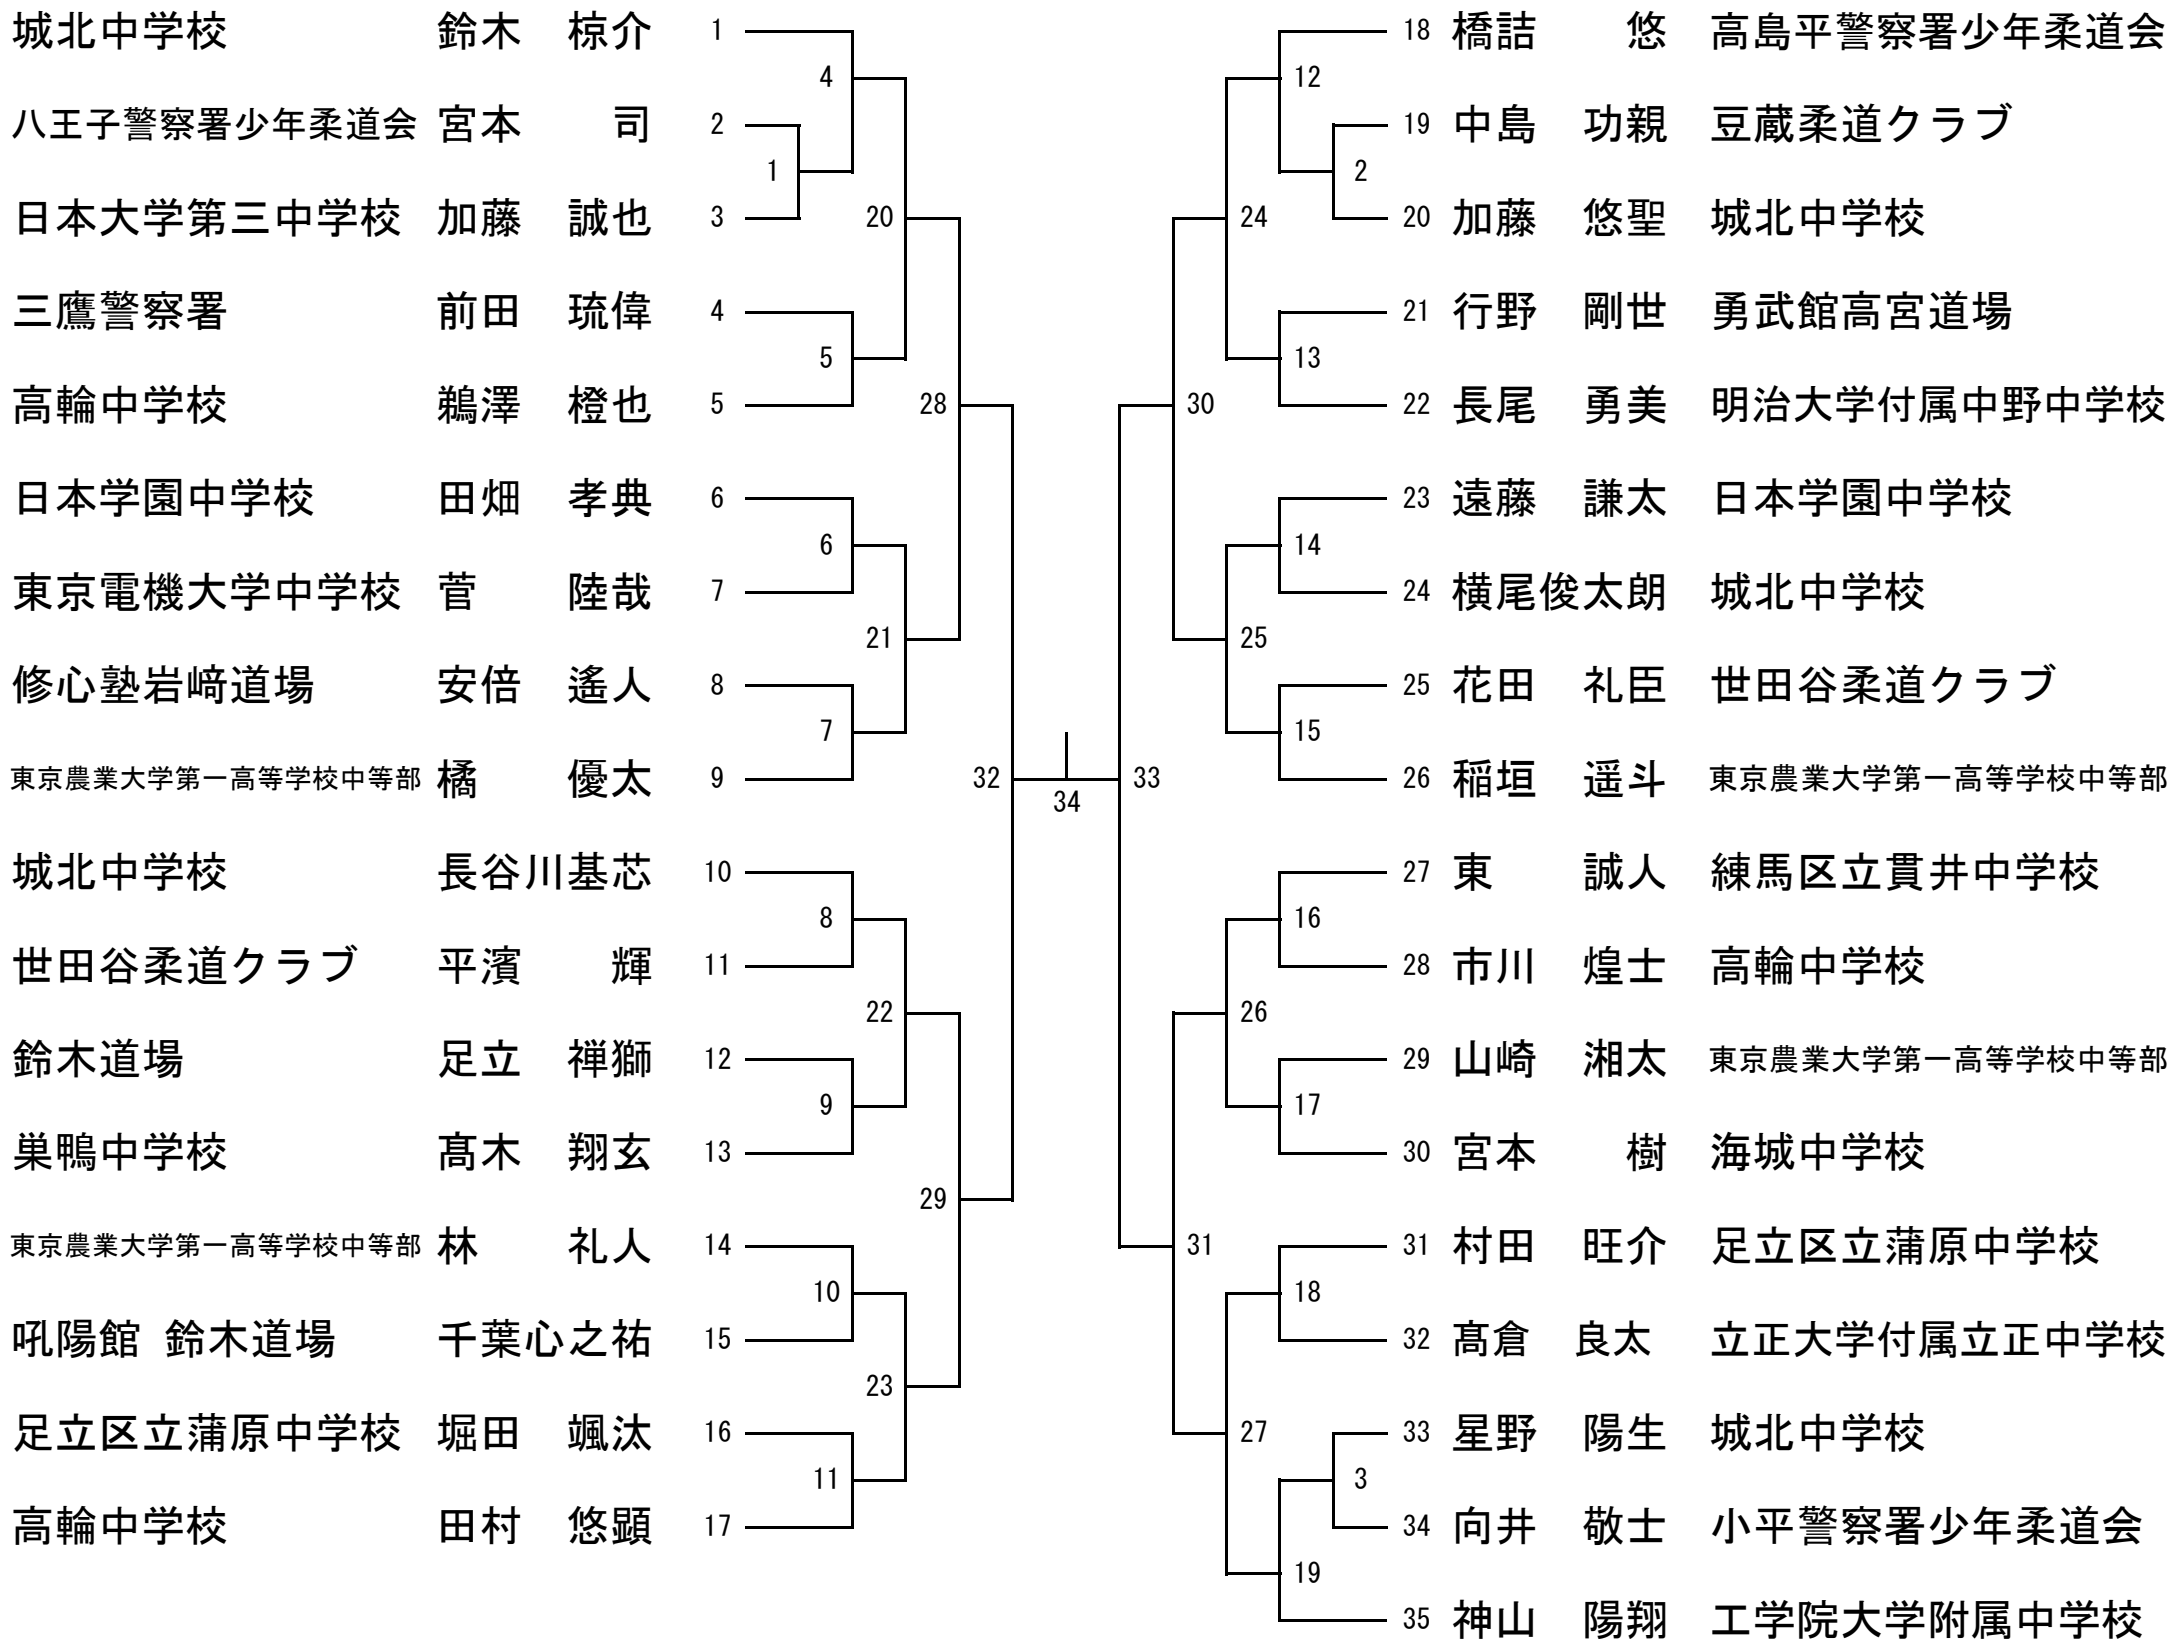 城北中学校 鈴木 椋介 1 18 橋詰 悠 高島平警察署少年柔道会
4 12
八王子警察署少年柔道会 宮本 司 2 19 中島 功親 豆蔵柔道クラブ
1 2
日本大学第三中学校 加藤 誠也 3 20 24 20 加藤 悠聖 城北中学校
三鷹警察署 前田 琉偉 4 21 行野 剛世 勇武館高宮道場
5 13
高輪中学校 鵜澤 橙也 5 28 30 22 長尾 勇美 明治大学付属中野中学校
日本学園中学校 田畑 孝典 6 23 遠藤 謙太 日本学園中学校
6 14
東京電機大学中学校 菅 陸哉 7 24 横尾俊太朗 城北中学校
21 25
修心塾岩﨑道場 安倍 遙人 8 25 花田 礼臣 世田谷柔道クラブ
7 15
東京農業大学第一高等学校中等部 橘 優太 9 32 33 26 稲垣 遥斗 東京農業大学第一高等学校中等部
34
城北中学校 長谷川基芯 10 27 東 誠人 練馬区立貫井中学校
8 16
世田谷柔道クラブ 平濱 輝 11 28 市川 煌士 高輪中学校
22 26
鈴木道場 足立 禅獅 12 29 山崎 湘太 東京農業大学第一高等学校中等部
9 17
巣鴨中学校 髙木 翔玄 13 30 宮本 樹 海城中学校
29
東京農業大学第一高等学校中等部 林 礼人 14 31 31 村田 旺介 足立区立蒲原中学校
10 18
吼陽館 鈴木道場 千葉心之祐 15 32 髙倉 良太 立正大学付属立正中学校
23
足立区立蒲原中学校 堀田 颯汰 16 27 33 星野 陽生 城北中学校
11 3
高輪中学校 田村 悠顕 17 34 向井 敬士 小平警察署少年柔道会
19
35 神山 陽翔 工学院大学附属中学校